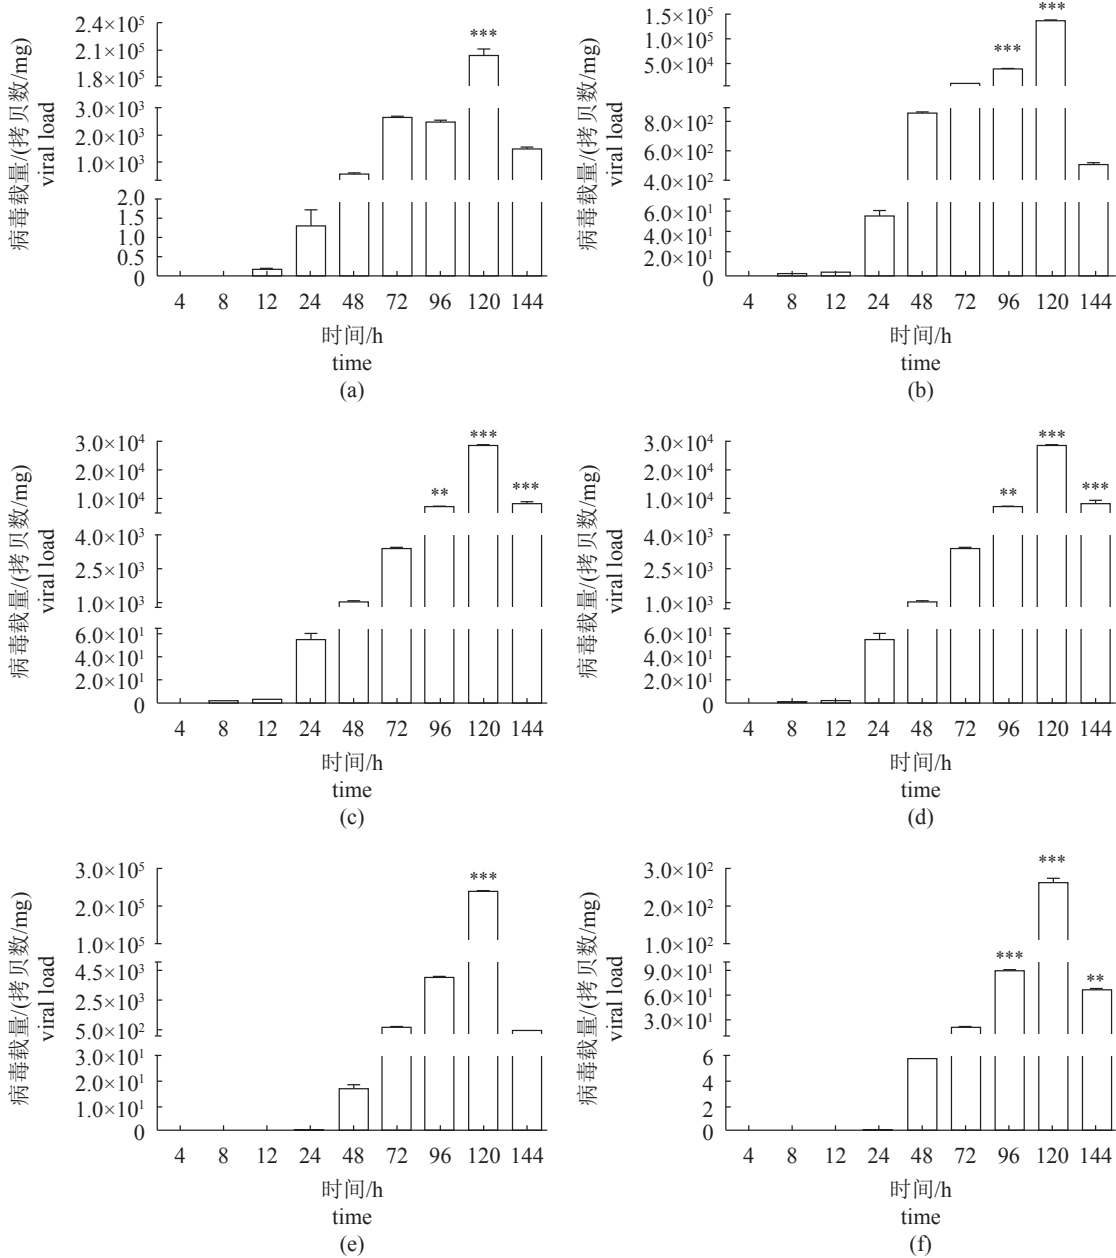 病毒载量/(拷贝数/mg)
viral load
2.4×10⁵
2.1×10⁵
1.8×10⁵
3.0×10³
2.0×10³
1.0×10³
2.0
1.5
1.0
0.5
0
***
4 8 12 24 48 72 96 120 144
时间/h
time
(a)
病毒载量/(拷贝数/mg)
viral load
1.5×10⁵
1.0×10⁵
5.0×10⁴
8.0×10²
6.0×10²
4.0×10²
6.0×10¹
4.0×10¹
2.0×10¹
0
*** ***
4 8 12 24 48 72 96 120 144
时间/h
time
(b)
病毒载量/(拷贝数/mg)
viral load
3.0×10⁴
2.0×10⁴
1.0×10⁴
4.0×10³
2.5×10³
1.0×10³
6.0×10¹
4.0×10¹
2.0×10¹
0
** *** ***
4 8 12 24 48 72 96 120 144
时间/h
time
(c)
病毒载量/(拷贝数/mg)
viral load
3.0×10⁴
2.0×10⁴
1.0×10⁴
4.0×10³
2.5×10³
1.0×10³
6.0×10¹
4.0×10¹
2.0×10¹
0
** *** ***
4 8 12 24 48 72 96 120 144
时间/h
time
(d)
病毒载量/(拷贝数/mg)
viral load
3.0×10⁵
2.0×10⁵
1.0×10⁵
4.5×10³
2.5×10³
5.0×10²
3.0×10¹
2.0×10¹
1.0×10¹
0
***
4 8 12 24 48 72 96 120 144
时间/h
time
(e)
病毒载量/(拷贝数/mg)
viral load
3.0×10²
2.0×10²
1.0×10²
9.0×10¹
6.0×10¹
3.0×10¹
6
4
2
0
*** *** **
4 8 12 24 48 72 96 120 144
时间/h
time
(f)